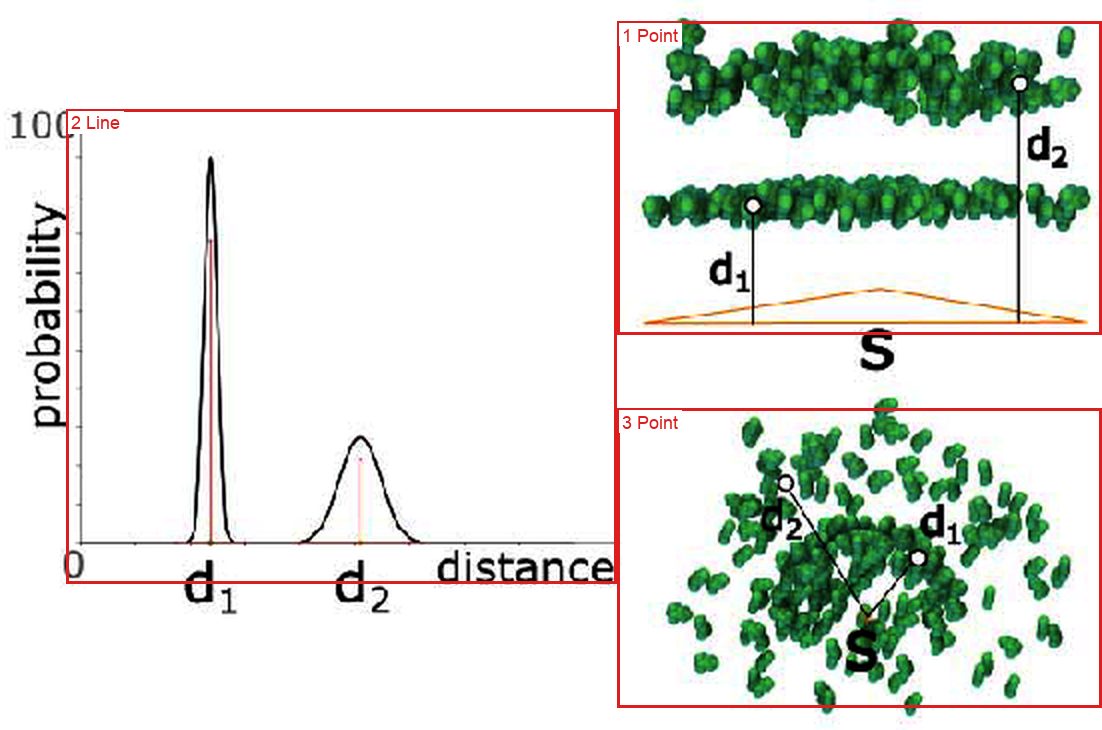 100
2 Line
probability
0
d1
d2
distance
1 Point
d2
d1
S
3 Point
d2
d1
S